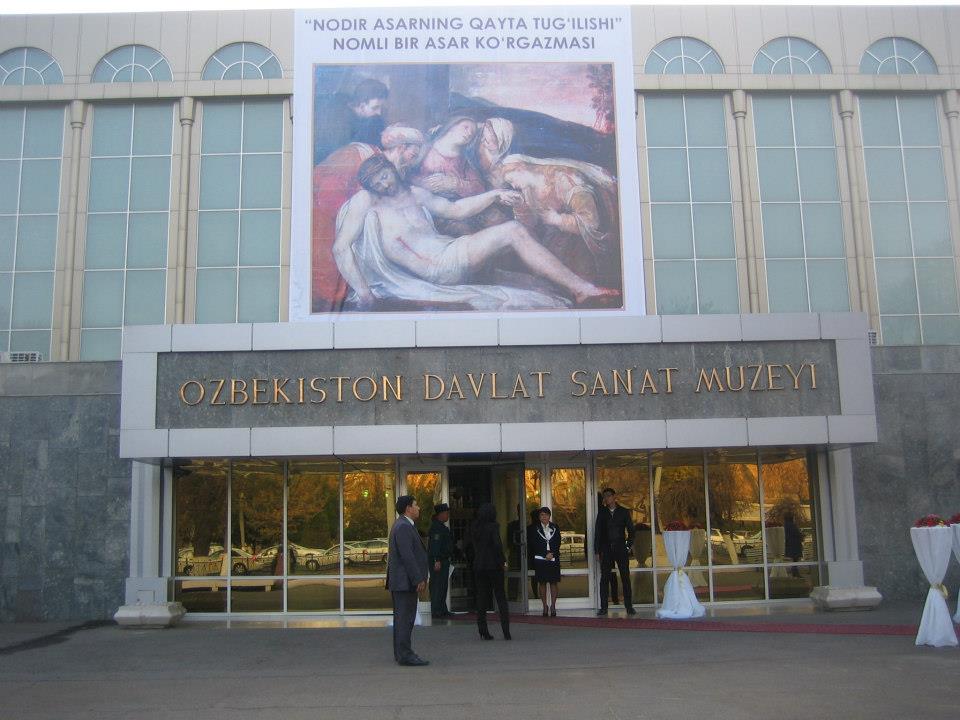 “NODIR ASARNING QAYTA TUG‘ILISHI”
NOMLI BIR ASAR KO‘RGAZMASI
O‘ZBEKISTON DAVLAT SAN’AT MUZEYI